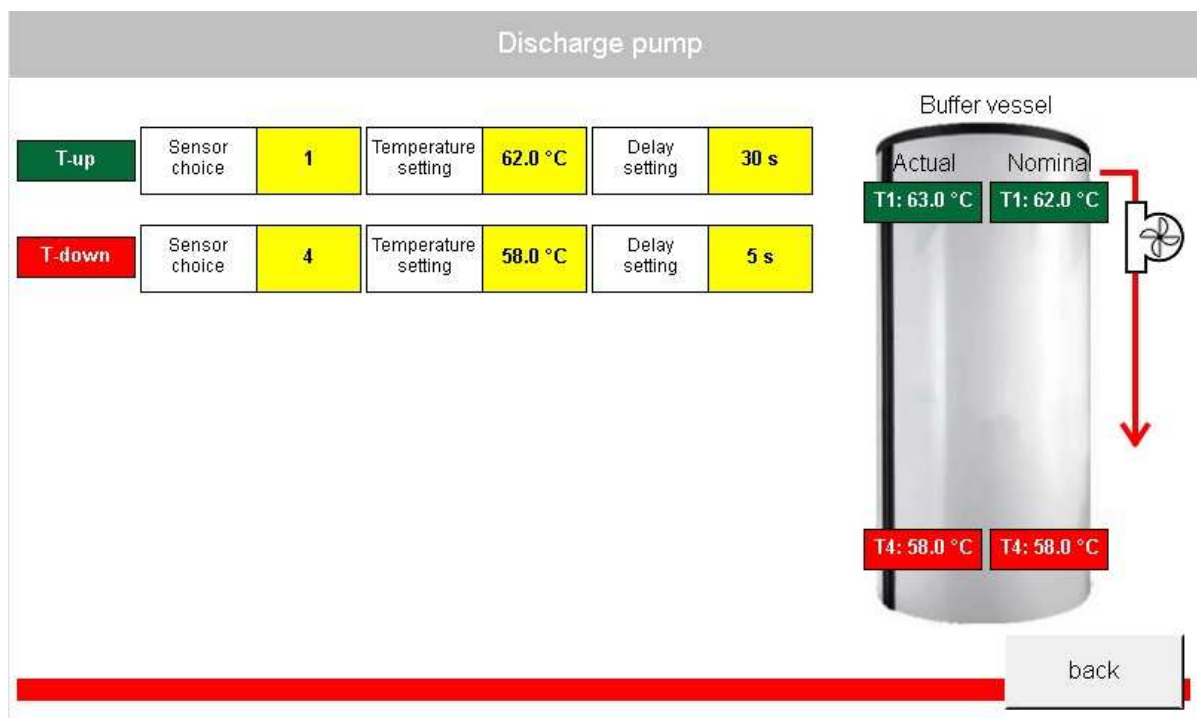 Discharge pump
Buffer vessel
T-up
Sensor
choice
1
Temperature
setting
62.0 °C
Delay
setting
30 s
Actual
Nominal
T1: 63.0 °C
T1: 62.0 °C
T-down
Sensor
choice
4
Temperature
setting
58.0 °C
Delay
setting
5 s
T4: 58.0 °C
T4: 58.0 °C
back